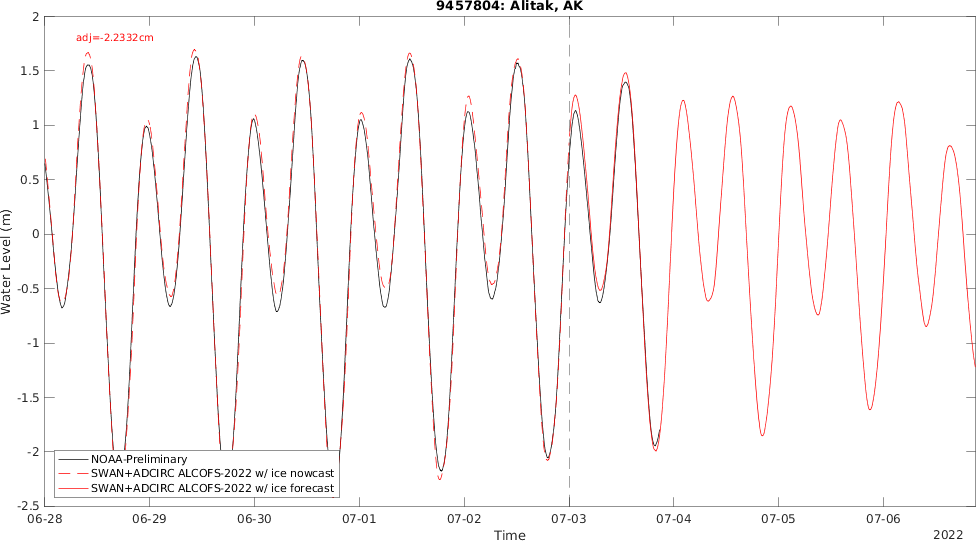 9457804: Alitak, AK
adj=-2.2332cm
2
1.5
1
0.5
0
-0.5
-1
-1.5
-2
-2.5
Water Level (m)
NOAA-Preliminary
SWAN+ADCIRC ALCOFS-2022 w/ ice nowcast
SWAN+ADCIRC ALCOFS-2022 w/ ice forecast
06-28 06-29 06-30 07-01 07-02 07-03 07-04 07-05 07-06
Time
2022